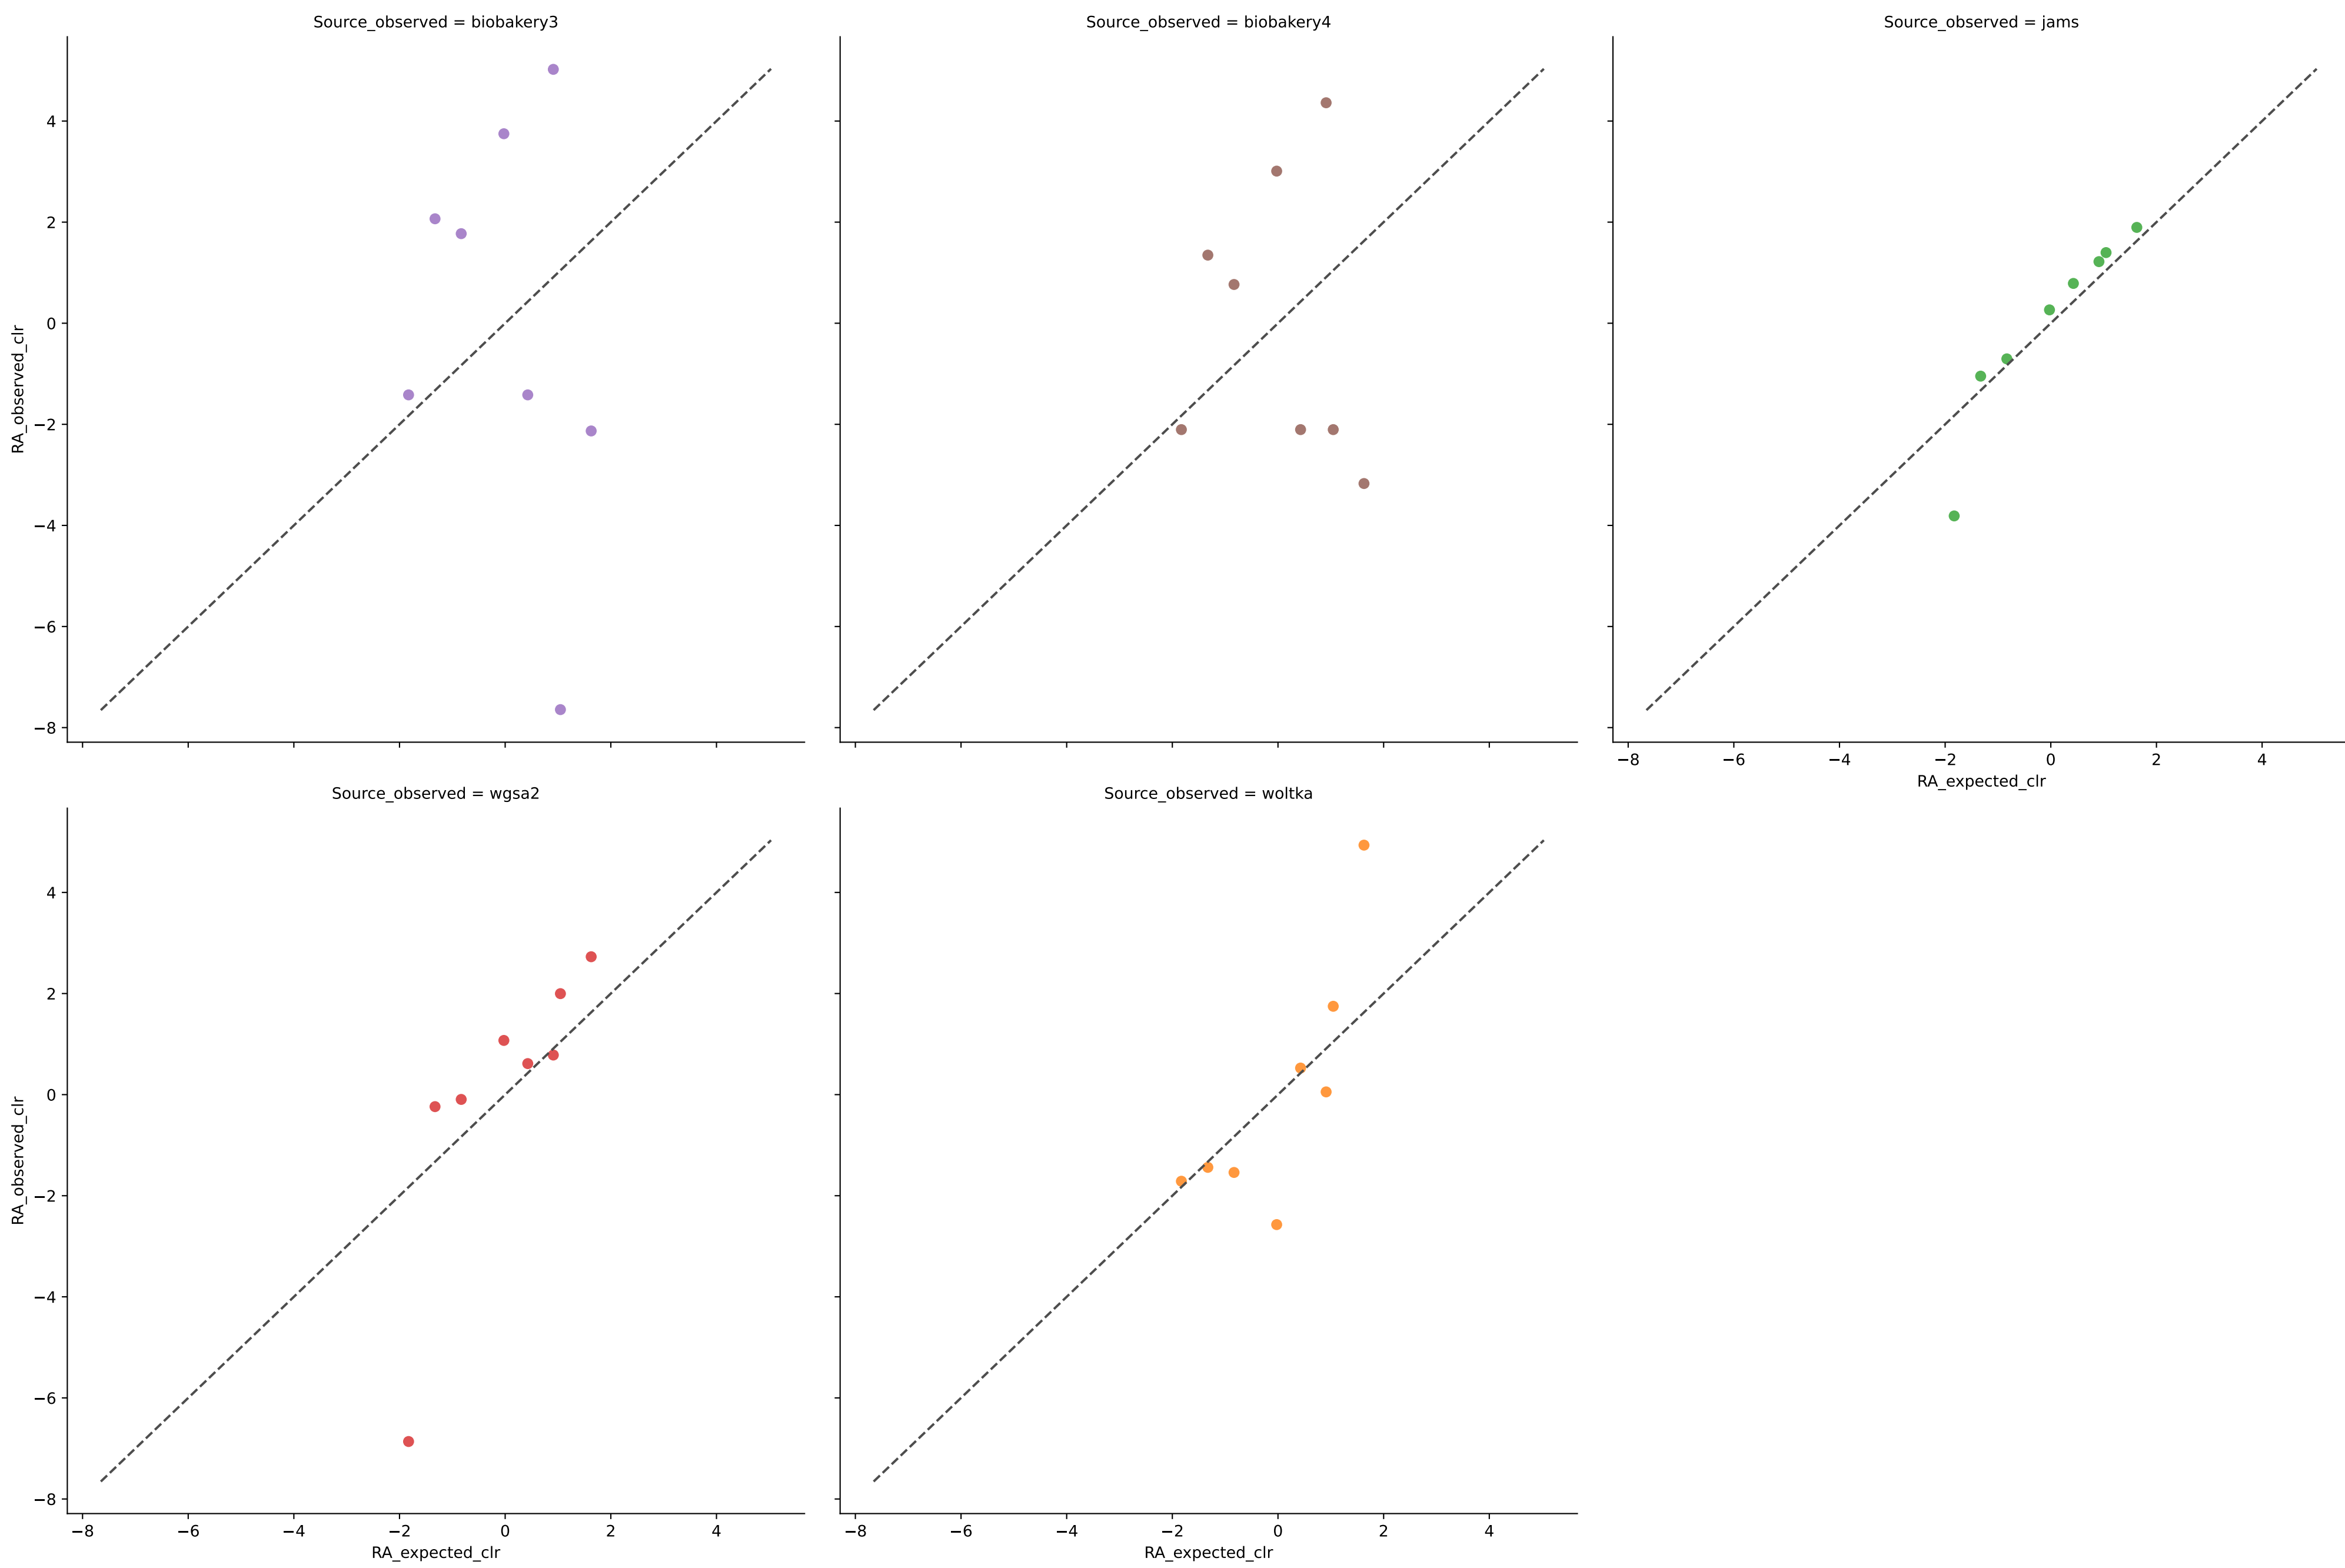 Source_observed = biobakery3
Source_observed = biobakery4
Source_observed = jams
4
2
0
−2
−4
−6
−8
RA_observed_clr
−8 −6 −4 −2 0 2 4
RA_expected_clr
Source_observed = wgsa2
Source_observed = woltka
4
2
0
−2
−4
−6
−8
RA_observed_clr
−8 −6 −4 −2 0 2 4
RA_expected_clr
−8 −6 −4 −2 0 2 4
RA_expected_clr